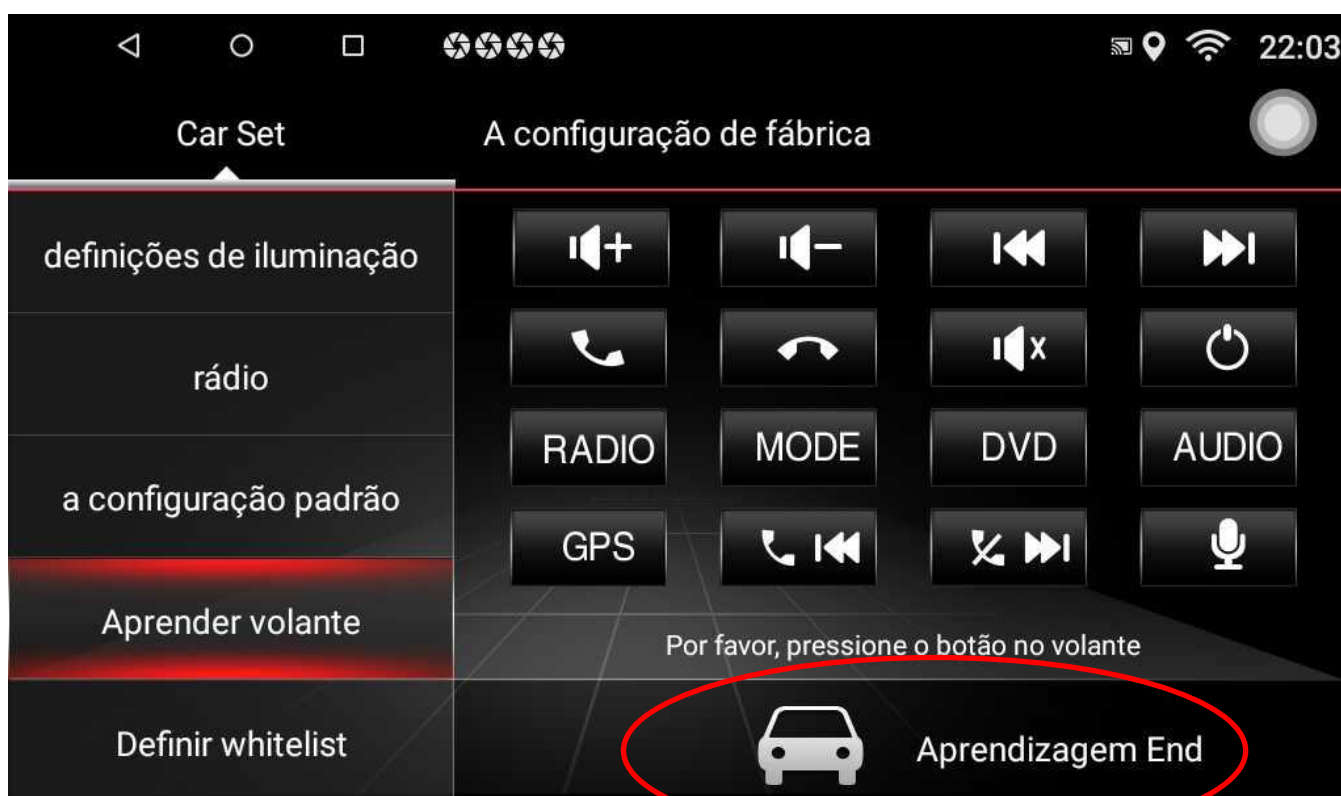 22:03
Car Set
A configuração de fábrica
definições de iluminação
rádio
a configuração padrão
Aprender volante
Definir whitelist
RADIO MODE DVD AUDIO
GPS
Por favor, pressione o botão no volante
Aprendizagem End